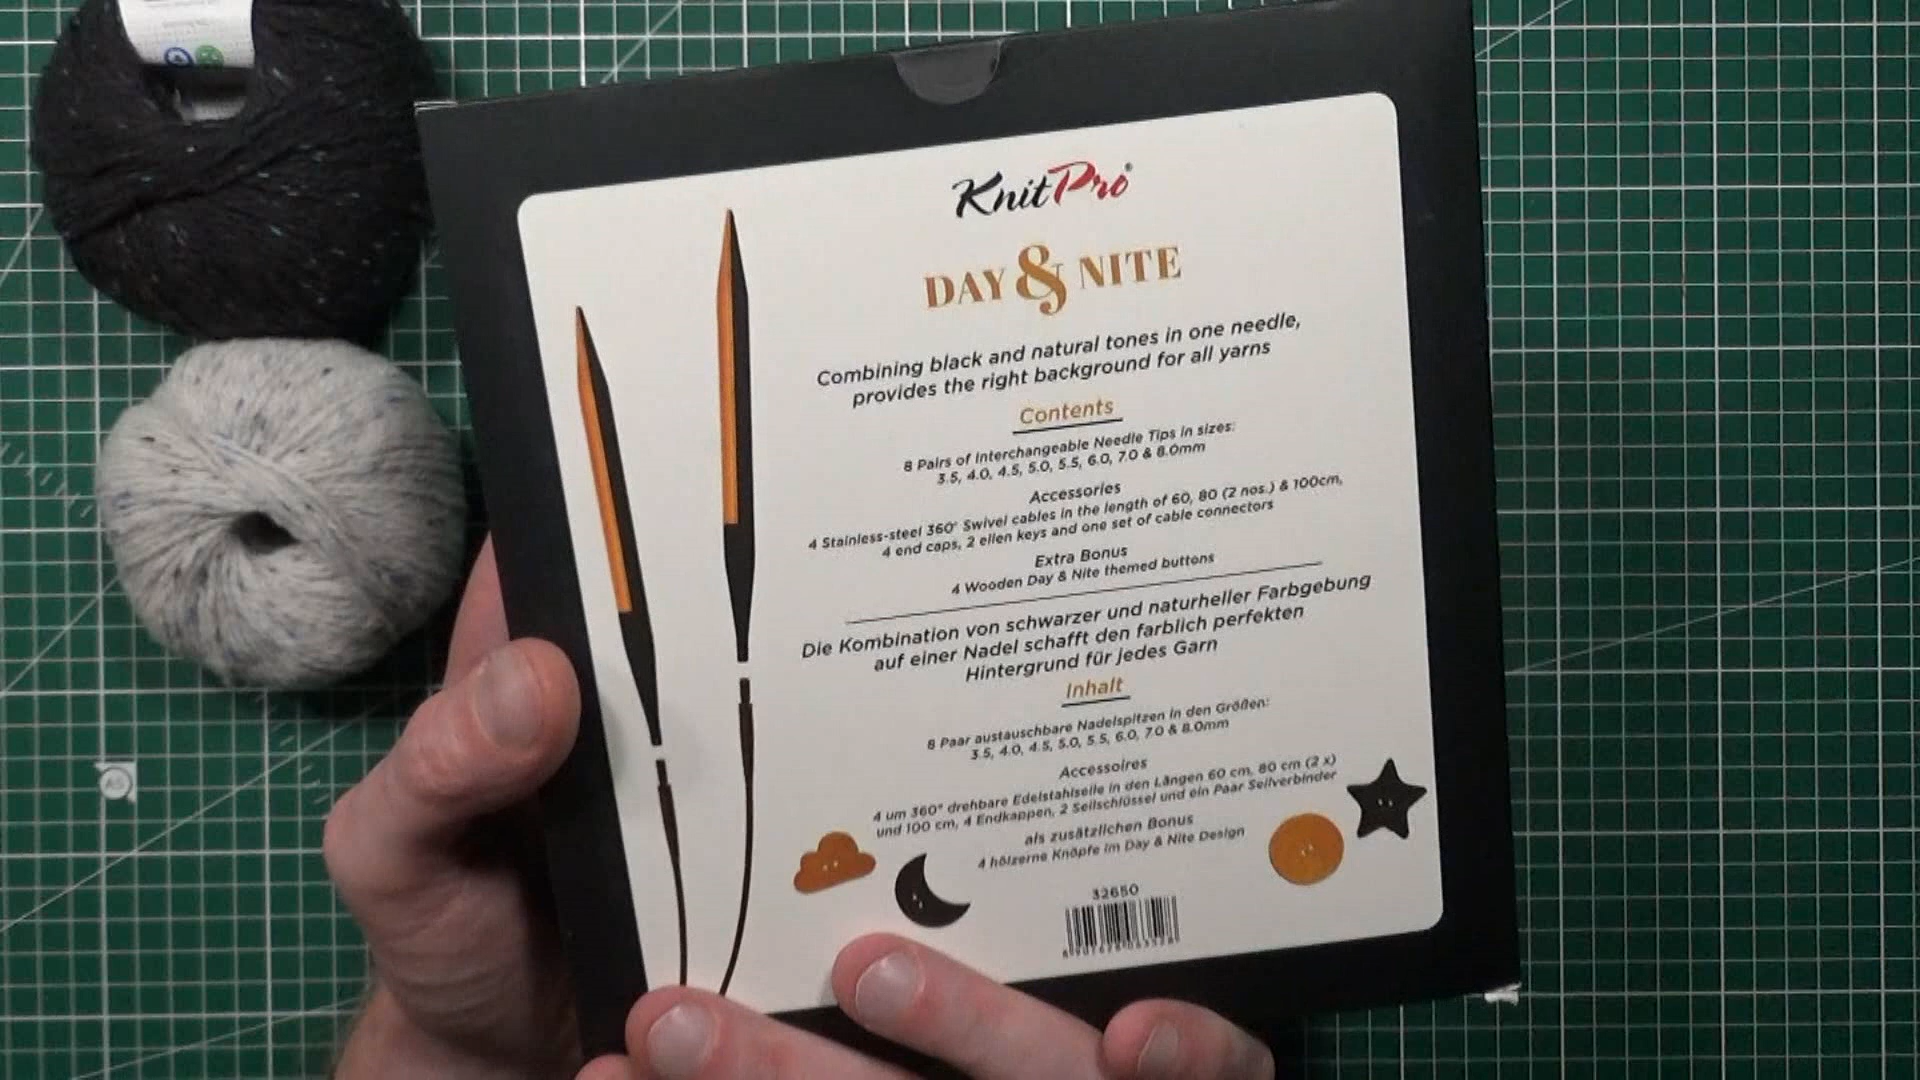 KnitPro®
DAY & NITE
Combining black and natural tones in one needle,
provides the right background for all yarns
Contents
8 Pairs of Interchangeable Needle Tips in sizes:
3.5, 4.0, 4.5, 5.0, 5.5, 6.0, 7.0 & 8.0mm
Accessories
4 Stainless-steel 360° Swivel cables in the length of 60, 80 (2 nos.) & 100cm,
4 end caps, 2 ellen keys and one set of cable connectors
Extra Bonus
4 Wooden Day & Nite themed buttons
Die Kombination von schwarzer und naturheller Farbgebung
auf einer Nadel schafft den farblich perfekten
Hintergrund für jedes Garn
Inhalt
8 Paar austauschbare Nadelspitzen in den Größen:
3.5, 4.0, 4.5, 5.0, 5.5, 6.0, 7.0 & 8.0mm
Accessoires
4 um 360° drehbare Edelstahlseile in den Längen 60 cm, 80 cm (2 x)
und 100 cm, 4 Endkappen, 2 Seilschlüssel und ein Paar Seilverbinder
als zusätzlichen Bonus
4 hölzerne Knöpfe im Day & Nite Design
32650
A5